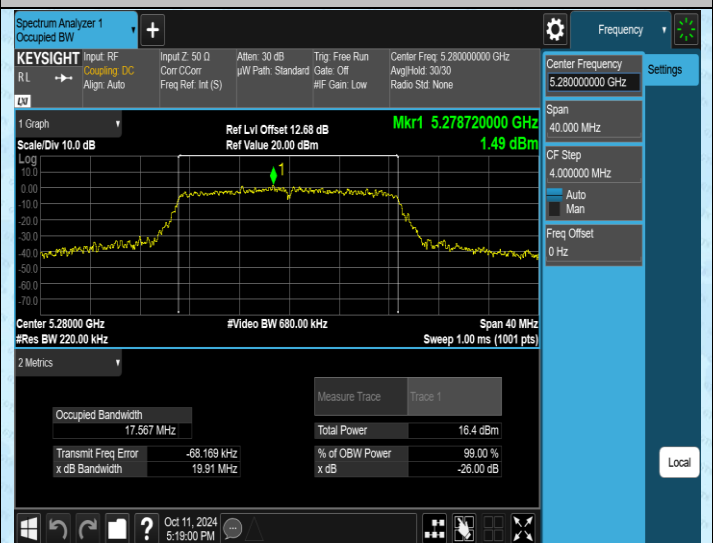 Spectrum Analyzer 1
Occupied BW
+
Frequency
KEYSIGHT
RL
Input: RF
Coupling: DC
Align: Auto
Input Z: 50 Ω
Corr CCorr
Freq Ref: Int (S)
Atten: 30 dB
µW Path: Standard
Trig: Free Run
Gate: Off
#IF Gain: Low
Center Freq: 5.280000000 GHz
Avg|Hold: 30/30
Radio Std: None
LXI
Center Frequency
5.280000000 GHz
Settings
Span
40.000 MHz
CF Step
4.000000 MHz
Auto
Man
Freq Offset
0 Hz
1 Graph
Scale/Div 10.0 dB
Ref Lvl Offset 12.68 dB
Ref Value 20.00 dBm
Mkr1 5.278720000 GHz
1.49 dBm
Log
10.0
0.00
-10.0
-20.0
-30.0
-40.0
-50.0
-60.0
-70.0
1
Center 5.28000 GHz
#Res BW 220.00 kHz
#Video BW 680.00 kHz
Span 40 MHz
Sweep 1.00 ms (1001 pts)
2 Metrics
Measure Trace Trace 1
Occupied Bandwidth
17.567 MHz
Total Power 16.4 dBm
Transmit Freq Error -68.169 kHz
% of OBW Power 99.00 %
x dB Bandwidth 19.91 MHz
x dB -26.00 dB
Local
?
Oct 11, 2024
5:19:00 PM